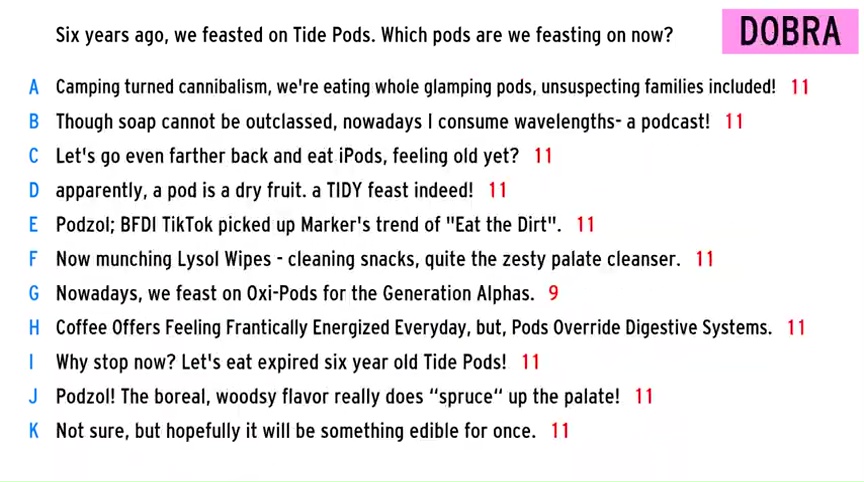 Six years ago, we feasted on Tide Pods. Which pods are we feasting on now?
DOBRA
A Camping turned cannibalism, we're eating whole glamping pods, unsuspecting families included! 11
B Though soap cannot be outclassed, nowadays I consume wavelengths- a podcast! 11
C Let's go even farther back and eat iPods, feeling old yet? 11
D apparently, a pod is a dry fruit. a TIDY feast indeed! 11
E Podzol; BFDI TikTok picked up Marker's trend of "Eat the Dirt". 11
F Now munching Lysol Wipes - cleaning snacks, quite the zesty palate cleanser. 11
G Nowadays, we feast on Oxi-Pods for the Generation Alphas. 9
H Coffee Offers Feeling Frantically Energized Everyday, but, Pods Override Digestive Systems. 11
I Why stop now? Let's eat expired six year old Tide Pods! 11
J Podzol! The boreal, woodsy flavor really does “spruce“ up the palate! 11
K Not sure, but hopefully it will be something edible for once. 11